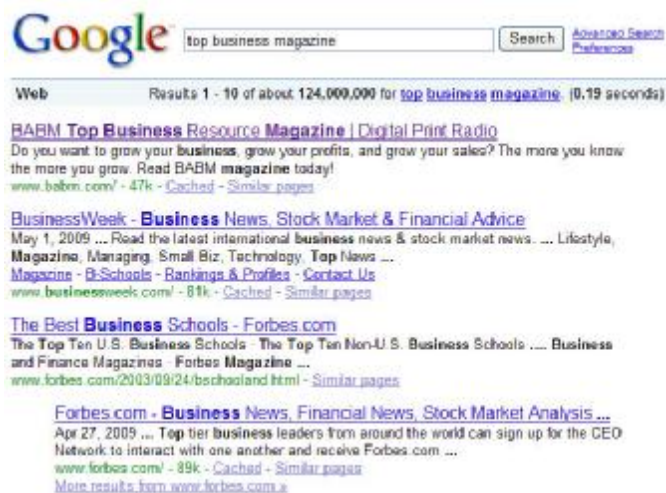 Google top business magazine Search Advanced Search
Preferences
Web Results 1 - 10 of about 124,000,000 for top business magazine. (0.19 seconds)
BABM Top Business Resource Magazine | Digital Print Radio
Do you want to grow your business, grow your profits, and grow your sales? The more you know
the more you grow. Read BABM magazine today!
www.babm.com/ - 47k - Cached - Similar pages
BusinessWeek - Business News, Stock Market & Financial Advice
May 1, 2009 ... Read the latest international business news & stock market news. ... Lifestyle,
Magazine, Managing, Small Biz, Technology, Top News ...
Magazine - B-Schools - Rankings & Profiles - Contact Us
www.businessweek.com/ - 81k - Cached - Similar pages
The Best Business Schools - Forbes.com
The Top Ten U.S. Business Schools · The Top Ten Non-U.S. Business Schools .... Business
and Finance Magazines · Forbes Magazine ...
www.forbes.com/2003/09/24/bschooland.html - Similar pages
Forbes.com - Business News, Financial News, Stock Market Analysis ...
Apr 27, 2009 ... Top tier business leaders from around the world can sign up for the CEO
Network to interact with one another and receive Forbes.com ...
www.forbes.com/ - 89k - Cached - Similar pages
More results from www.forbes.com »